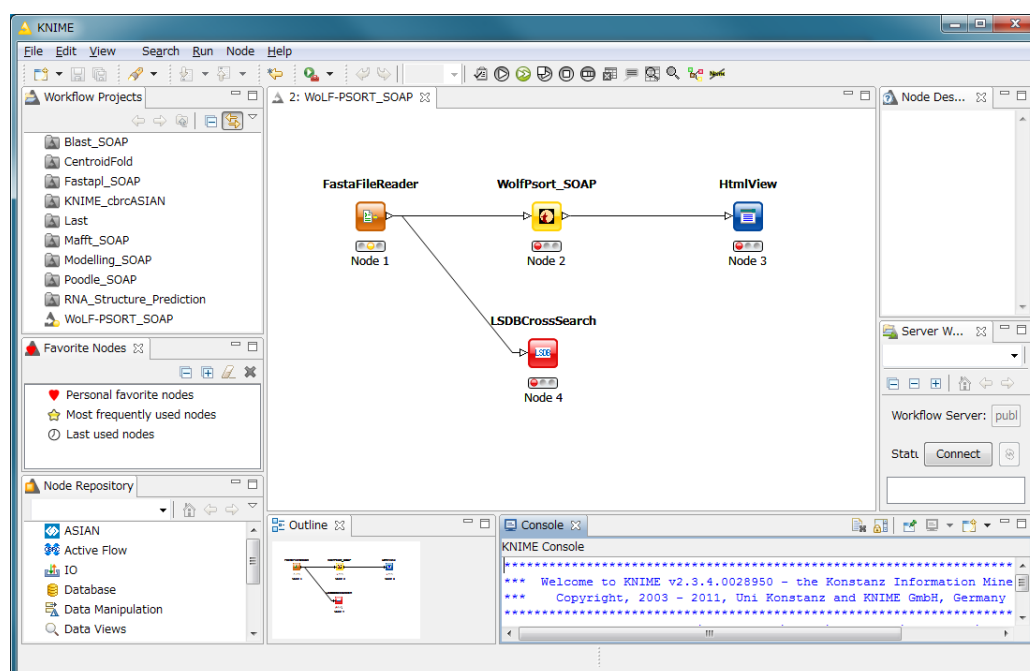 KNIME
File Edit View Search Run Node Help
Workflow Projects
Blast_SOAP
CentroidFold
Fastapl_SOAP
KNIME_cbrcASIAN
Last
Mafft_SOAP
Modelling_SOAP
Poodle_SOAP
RNA_Structure_Prediction
WoLF-PSORT_SOAP
Favorite Nodes
Personal favorite nodes
Most frequently used nodes
Last used nodes
Node Repository
ASIAN
Active Flow
IO
Database
Data Manipulation
Data Views
2: WoLF-PSORT_SOAP
FastaFileReader
Node 1
WolfPsort_SOAP
Node 2
HtmlView
Node 3
LSDBCrossSearch
LSDB
Node 4
Outline
Console
KNIME Console
*** Welcome to KNIME v2.3.4.0028950 - the Konstanz Information Mine
*** Copyright, 2003 - 2011, Uni Konstanz and KNIME GmbH, Germany
Node Des...
Server W...
Workflow Server: publ
Statu Connect